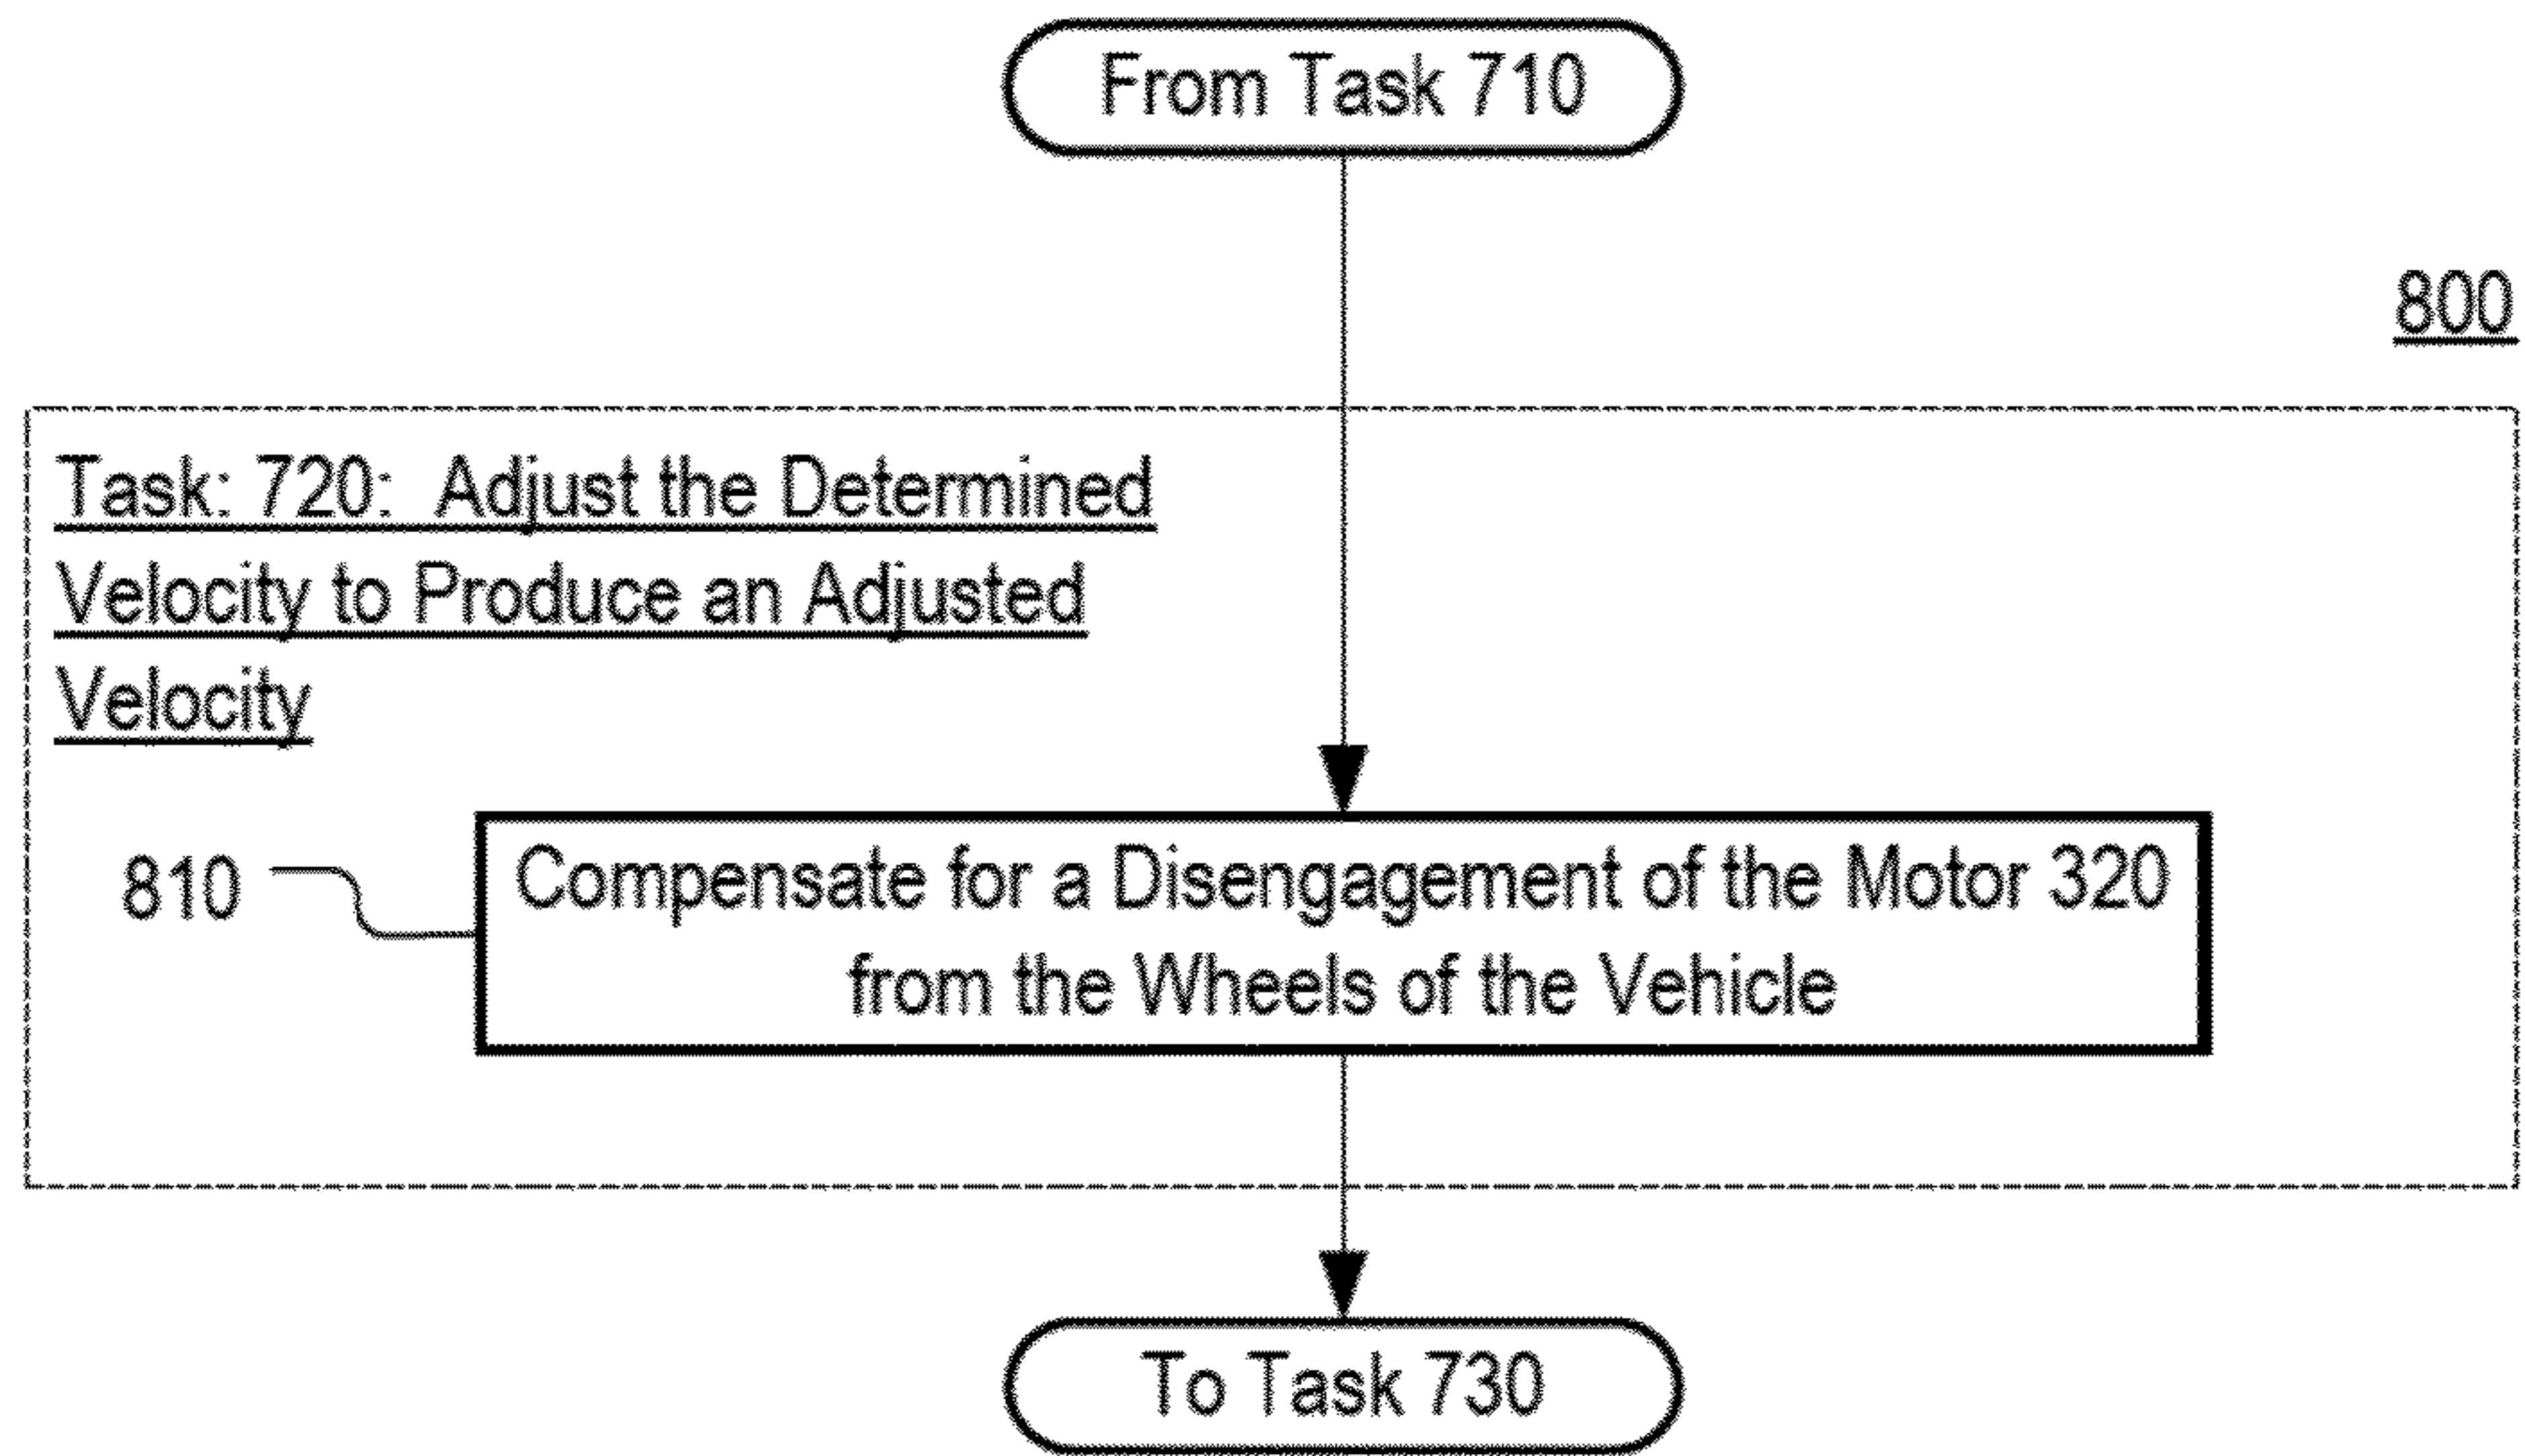 From Task 710
800
Task: 720:  Adjust the Determined
Velocity to Produce an Adjusted
Velocity
810
Compensate for a Disengagement of the Motor 320
from the Wheels of the Vehicle
To Task 730